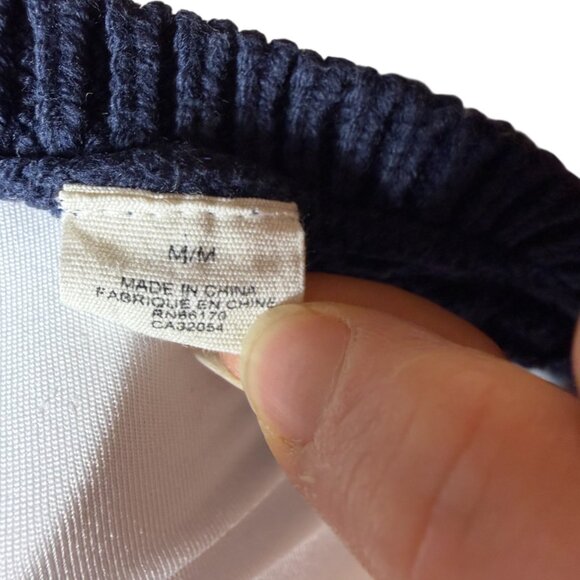 M/M
MADE IN CHINA
FABRIQUE EN CHINE
RN66170
CA32054